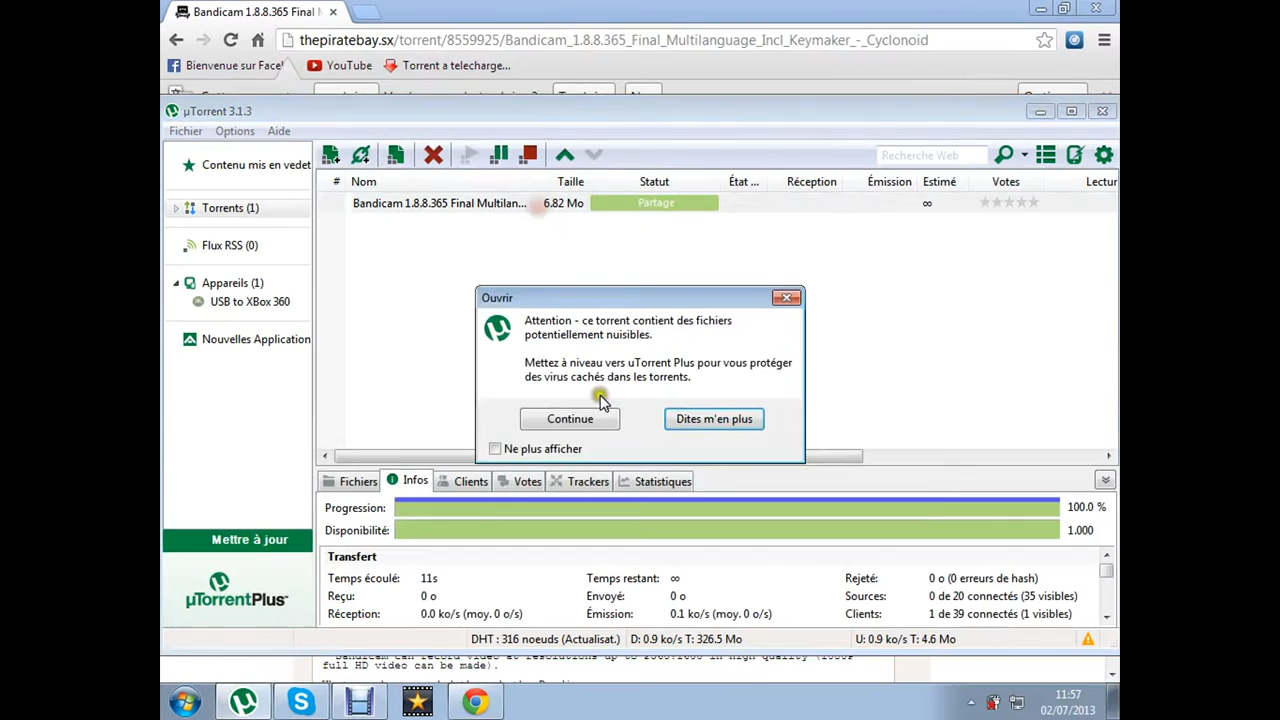 Bandicam 1.8.8.365 Final M
thepiratebay.sx/torrent/8559925/Bandicam_1.8.8.365_Final_Multilanguage_Incl_Keymaker_-_Cyclonoid
Bienvenue sur Face
YouTube
Torrent a telecharge...
µTorrent 3.1.3
Fichier Options Aide
Contenu mis en vedet
Recherche Web
# Nom Taille Statut État ... Réception Émission Estimé Votes Lectur
Bandicam 1.8.8.365 Final Multilan... 6.82 Mo Partage ∞
Torrents (1)
Flux RSS (0)
Appareils (1)
USB to XBox 360
Nouvelles Application
Ouvrir
Attention - ce torrent contient des fichiers
potentiellement nuisibles.
Mettez à niveau vers uTorrent Plus pour vous protéger
des virus cachés dans les torrents.
Continue
Dites m'en plus
Ne plus afficher
Fichiers Infos Clients Votes Trackers Statistiques
Progression: 100.0 %
Disponibilité: 1.000
Mettre à jour
µTorrentPlus
Transfert
Temps écoulé: 11s Temps restant: ∞ Rejeté: 0 o (0 erreurs de hash)
Reçu: 0 o Envoyé: 0 o Sources: 0 de 20 connectés (35 visibles)
Réception: 0.0 ko/s (moy. 0 o/s) Émission: 0.1 ko/s (moy. 0 o/s) Clients: 1 de 39 connectés (1 visibles)
DHT : 316 noeuds (Actualisat.) D: 0.9 ko/s T: 326.5 Mo U: 0.9 ko/s T: 4.6 Mo
full HD video can be made).
11:57
02/07/2013